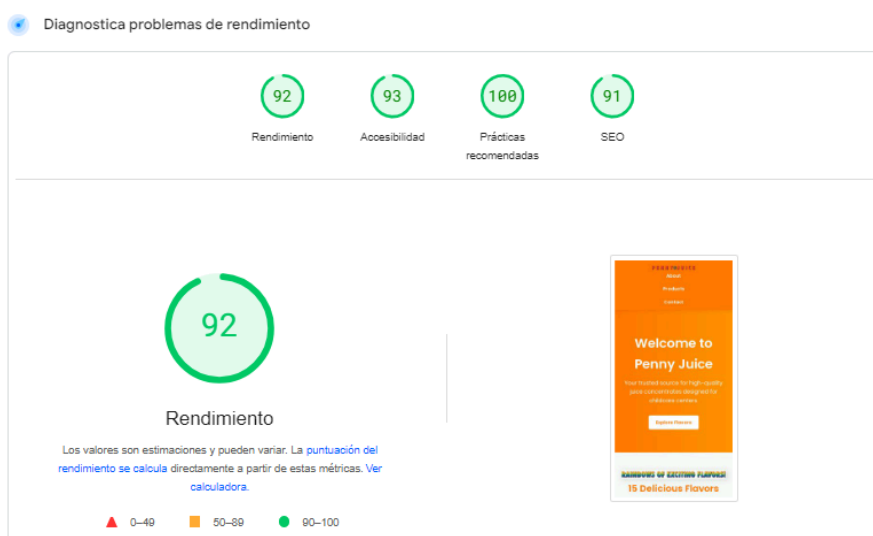 Diagnostica problemas de rendimiento
92
93
100
91
Rendimiento
Accesibilidad
Prácticas
recomendadas
SEO
92
Rendimiento
Los valores son estimaciones y pueden variar. La puntuación del
rendimiento se calcula directamente a partir de estas métricas. Ver
calculadora.
0–49
50–89
90–100
PENNYJUICE
About
Products
Contact
Welcome to
Penny Juice
Your trusted source for high-quality
juice concentrates designed for
childcare centers
Explore Flavors
RAINBOWS OF EXCITING FLAVORS!
15 Delicious Flavors